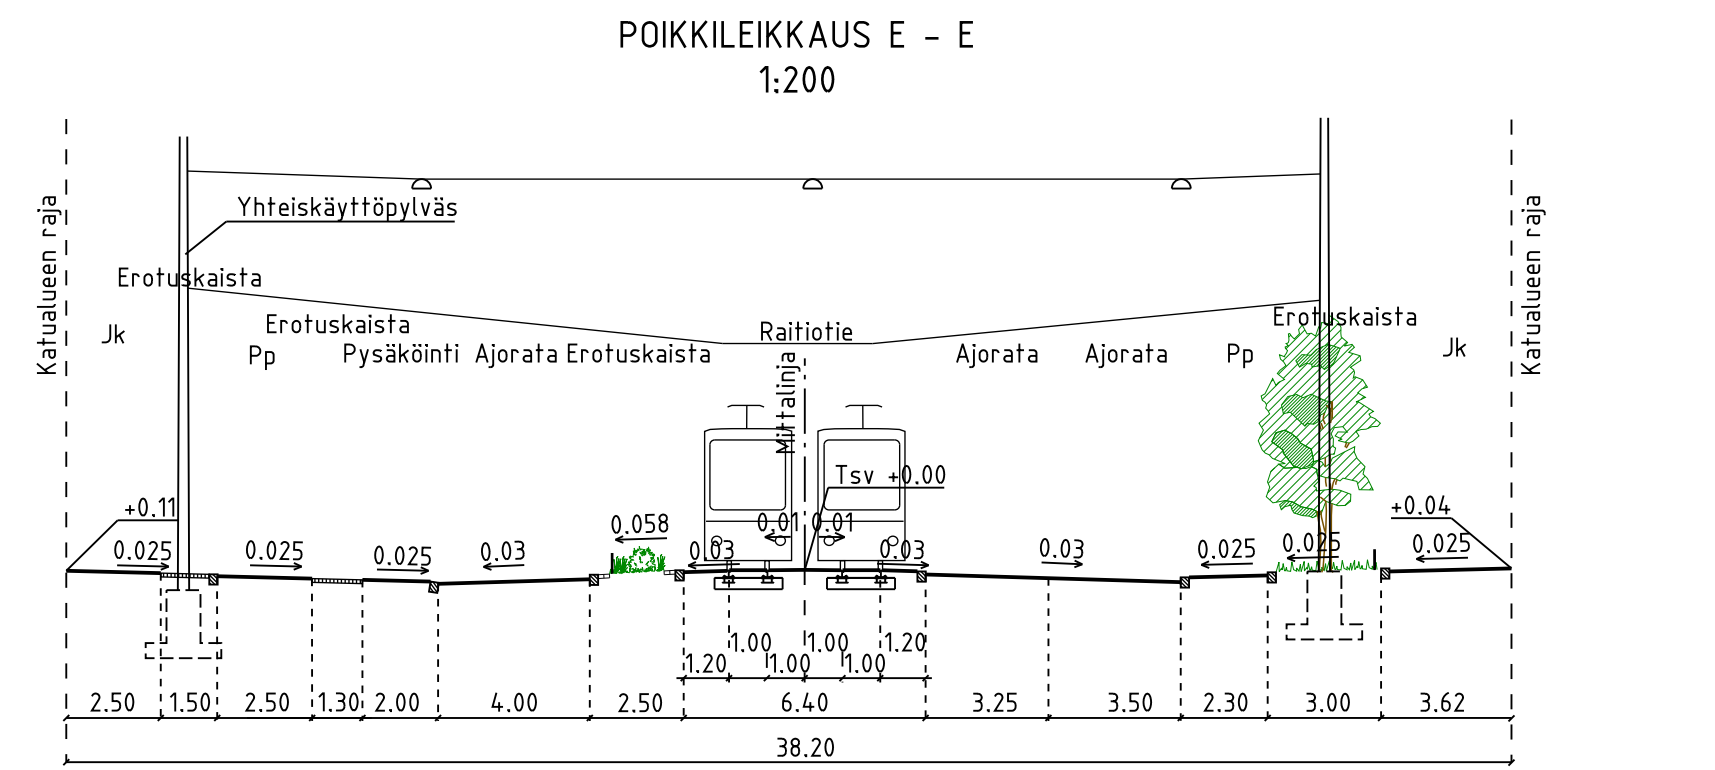 POIKKILEIKKAUS E - E
1:200
Katualueen raja
Katualueen raja
Yhteiskäyttöpylväs
Erotuskaista
Erotuskaista
Erotuskaista
Raitiotie
Jk
Pp
Pysäköinti
Ajorata
Erotuskaista
Mittalinja
Ajorata
Ajorata
Pp
Jk
Tsv +0.00
+0.11
+0.04
0.025
0.025
0.025
0.03
0.058
0.03
0.01
0.01
0.03
0.03
0.025
0.025
0.025
1.00
1.00
1.20
1.20
1.00
1.00
2.50
1.50
2.50
1.30
2.00
4.00
2.50
6.40
3.25
3.50
2.30
3.00
3.62
38.20